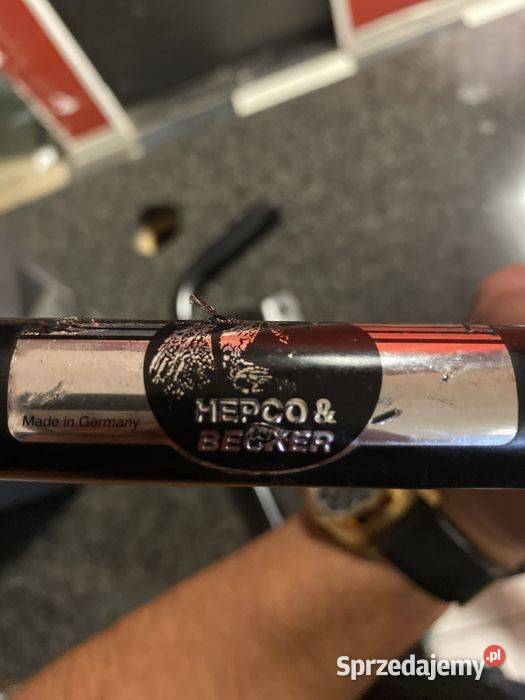 HEPCO &
BECKER
Made in Germany
Sprzedajemy.pl